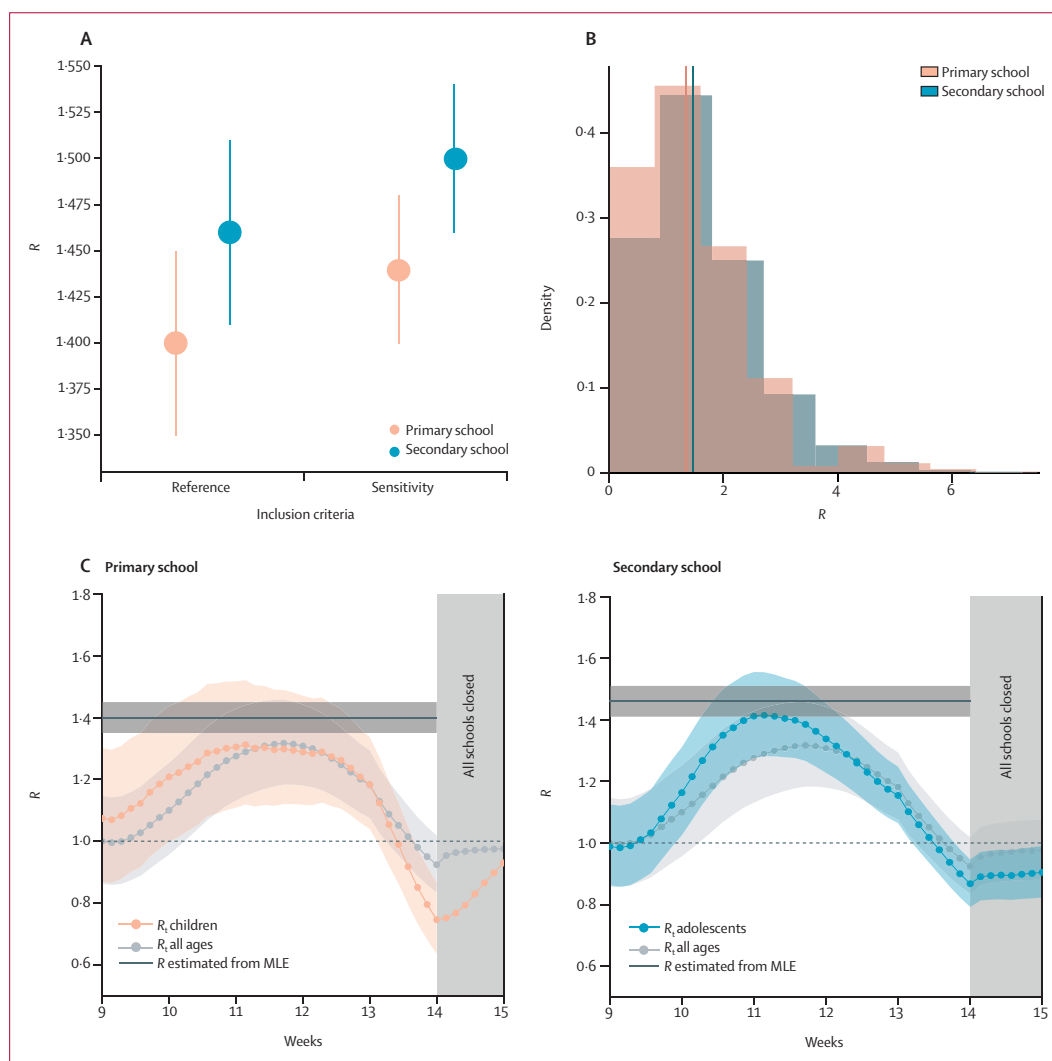 A
1·550
1·525
1·500
1·475
R
1·450
1·425
1·400
1·375
1·350
Primary school
Secondary school
Reference
Sensitivity
Inclusion criteria
B
Primary school
Secondary school
0·4
0·3
Density
0·2
0·1
0
0 2 4 6
R
C Primary school
1·8
1·6
1·4
1·2
R
1·0
0·8
0·6
All schools closed
Rt children
Rt all ages
R estimated from MLE
9 10 11 12 13 14 15
Weeks
Secondary school
1·8
1·6
1·4
1·2
R
1·0
0·8
0·6
All schools closed
Rt adolescents
Rt all ages
R estimated from MLE
9 10 11 12 13 14 15
Weeks